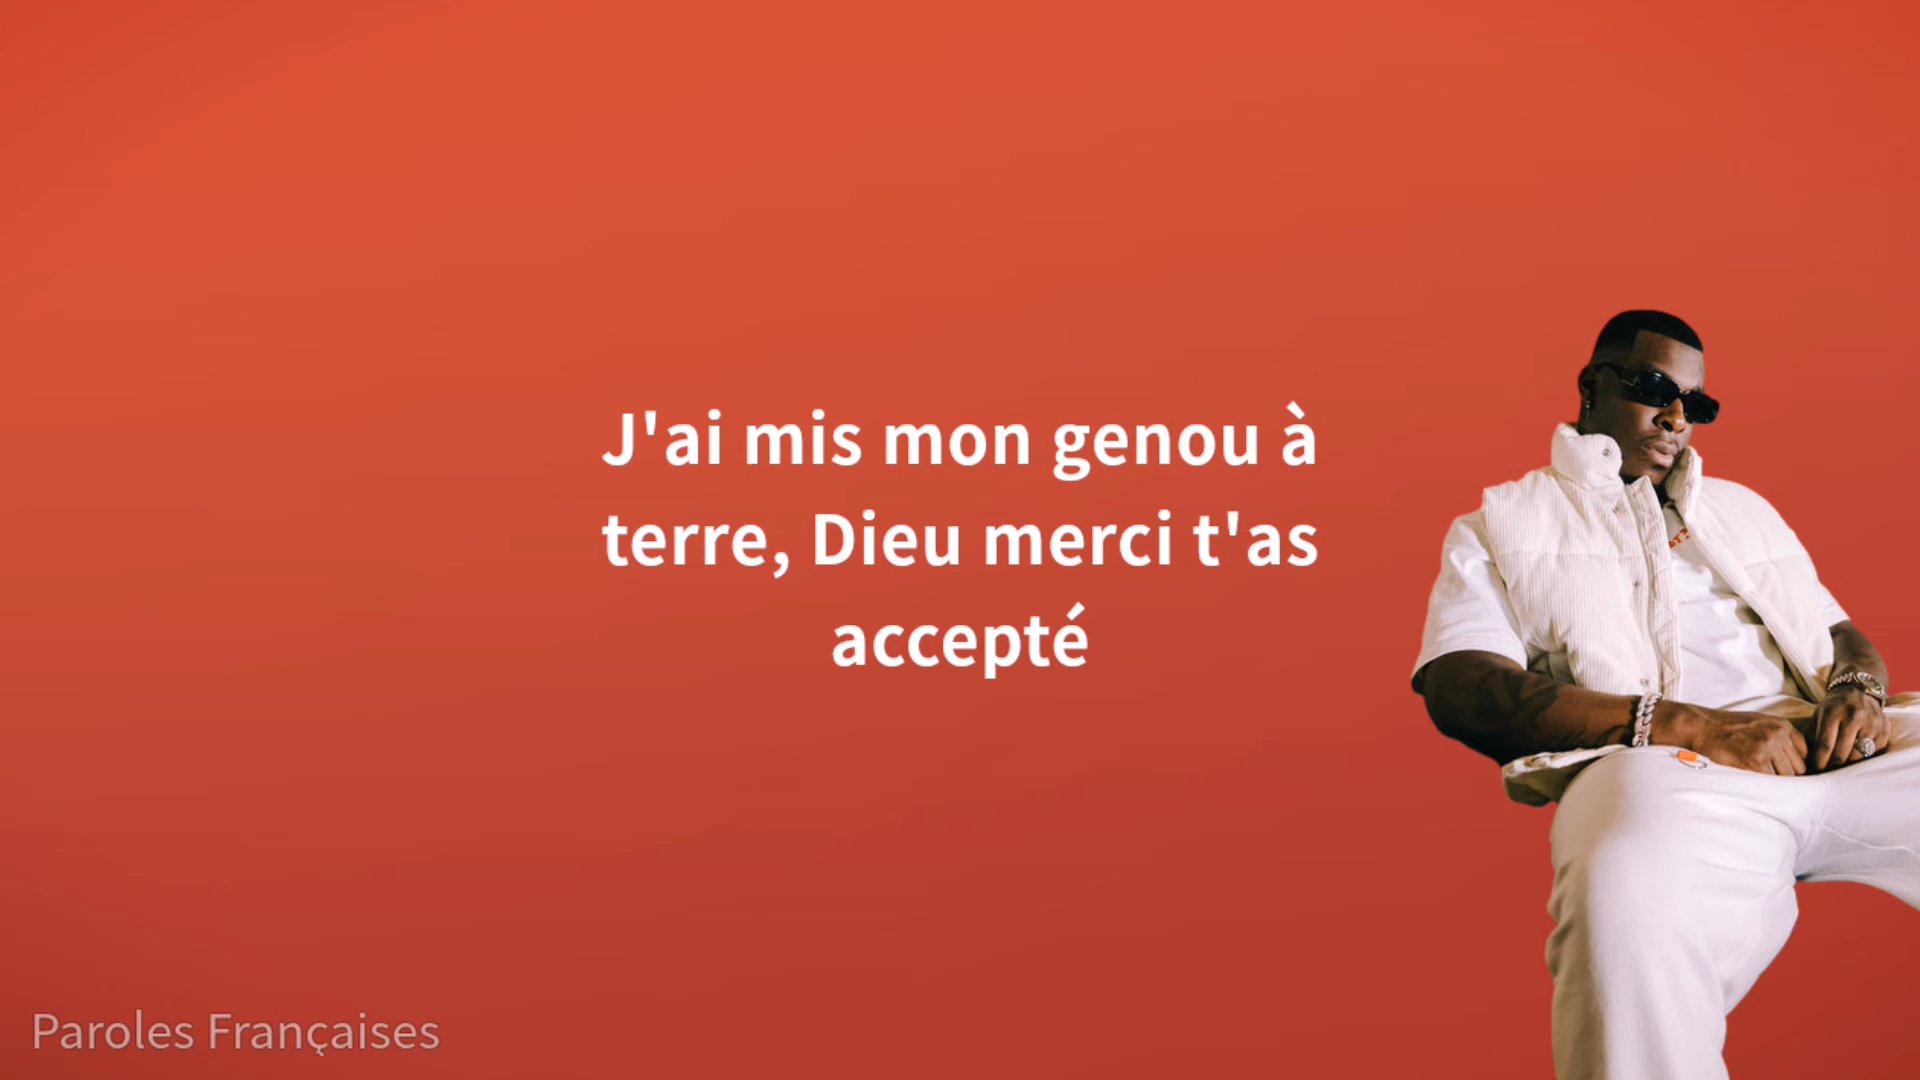 J'ai mis mon genou à
terre, Dieu merci t'as
accepté
Paroles Françaises